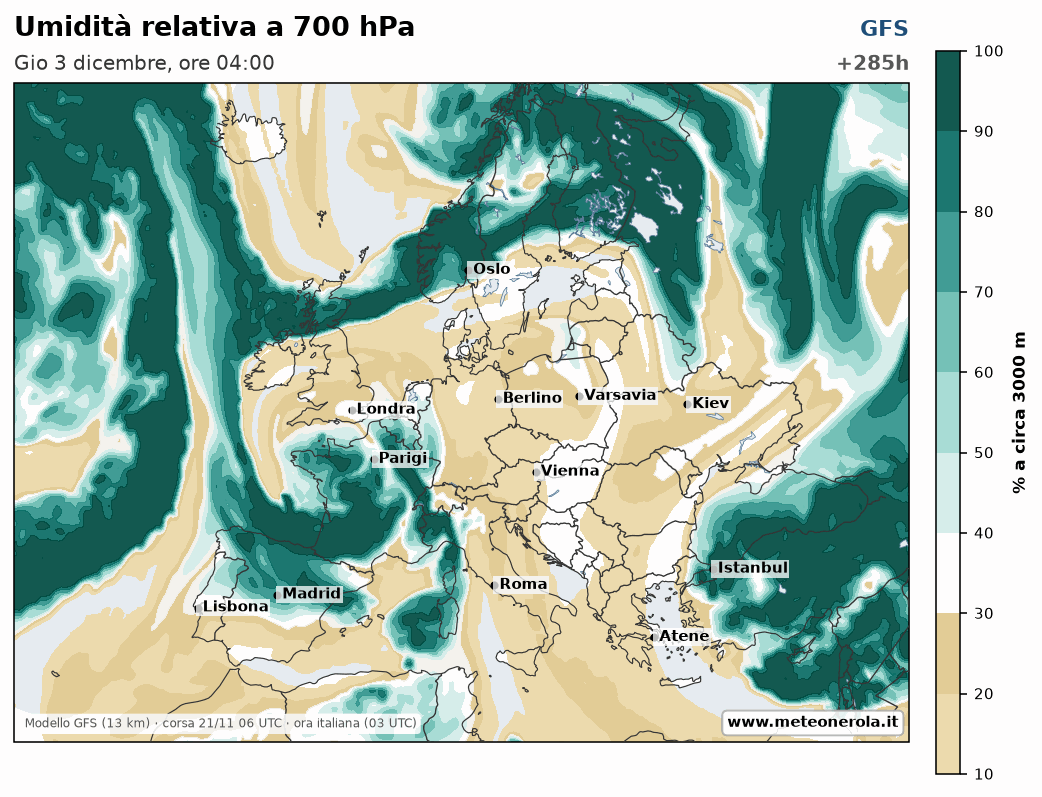 Umidità relativa a 700 hPa
GFS
Gio 3 dicembre, ore 04:00
+285h
100
90
80
70
60
50
40
30
20
10
% a circa 3000 m
Oslo
Berlino
Varsavia
Kiev
Londra
Parigi
Vienna
Istanbul
Roma
Madrid
Lisbona
Atene
Modello GFS (13 km) · corsa 21/11 06 UTC · ora italiana (03 UTC)
www.meteonerola.it